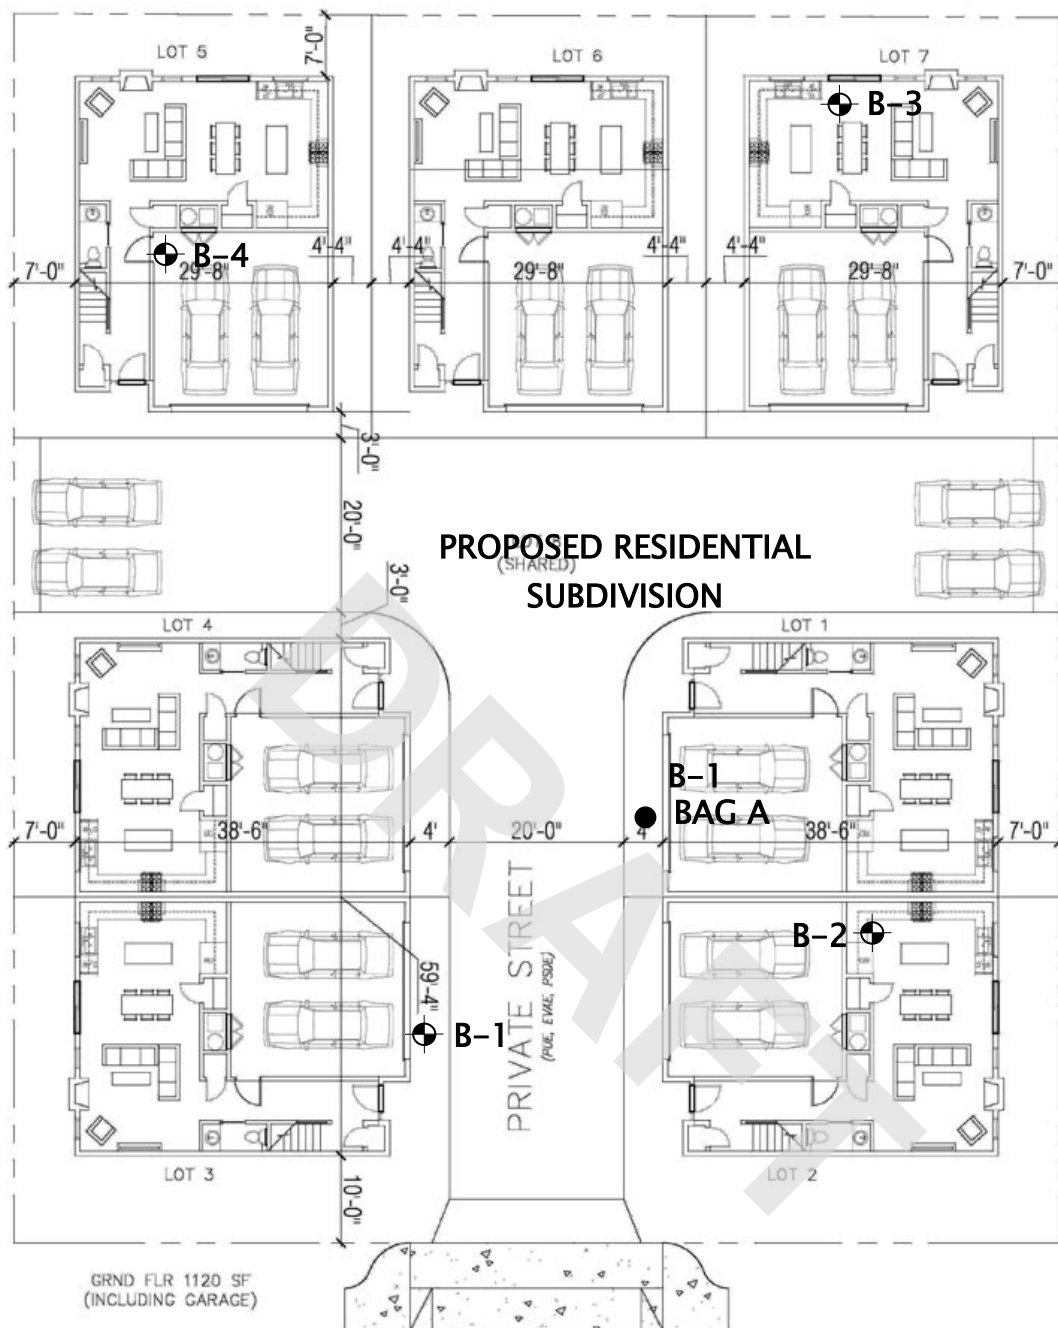 LOT 5
7'-0"
LOT 6
LOT 7
B-3
B-4
7'-0"
29'-8"
4'-4"
4'-4"
29'-8"
4'-4"
4'-4"
29'-8"
7'-0"
3'-0"
20'-0"
PROPOSED RESIDENTIAL
(SHARED)
SUBDIVISION
3'-0"
LOT 4
LOT 1
B-1
BAG A
7'-0"
38'-6"
4'
20'-0"
4'
38'-6"
7'-0"
B-2
59'-4"
B-1
PRIVATE STREET
(PUE, EVAE, PSDE)
LOT 3
LOT 2
10'-0"
GRND FLR 1120 SF
(INCLUDING GARAGE)
DRAFT